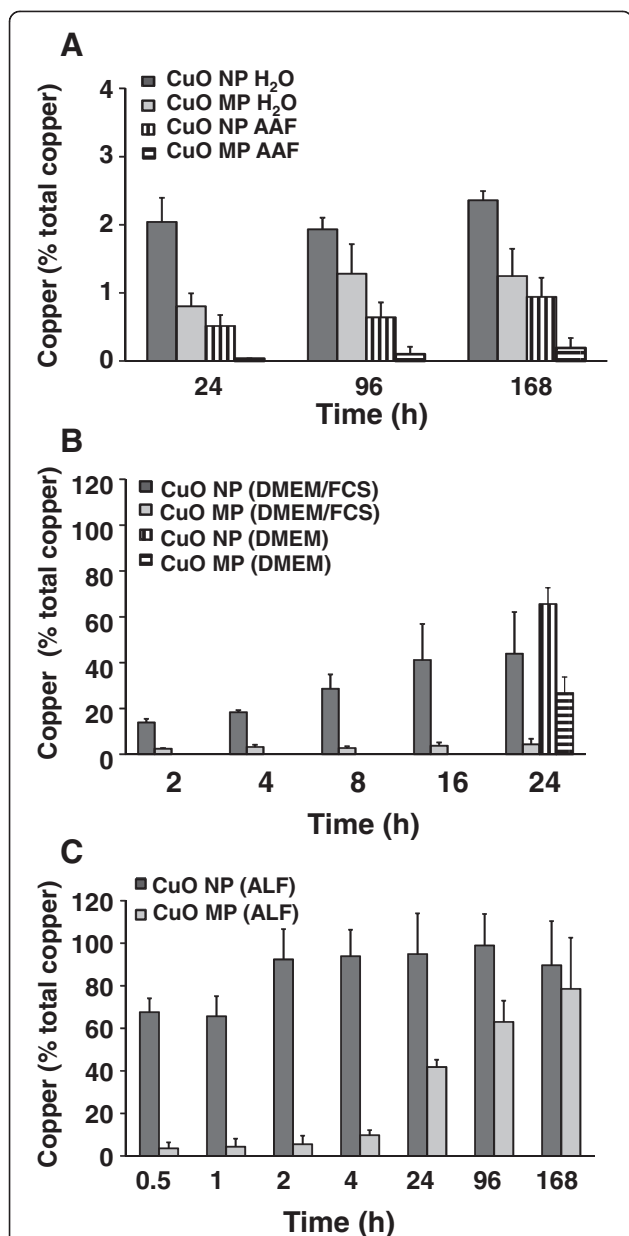 A
CuO NP H₂O
CuO MP H₂O
CuO NP AAF
CuO MP AAF
Copper (% total copper)
4
3
2
1
0
24 96 168
Time (h)
B
CuO NP (DMEM/FCS)
CuO MP (DMEM/FCS)
CuO NP (DMEM)
CuO MP (DMEM)
Copper (% total copper)
120
100
80
60
40
20
0
2 4 8 16 24
Time (h)
C
CuO NP (ALF)
CuO MP (ALF)
Copper (% total copper)
120
100
80
60
40
20
0
0.5 1 2 4 24 96 168
Time (h)